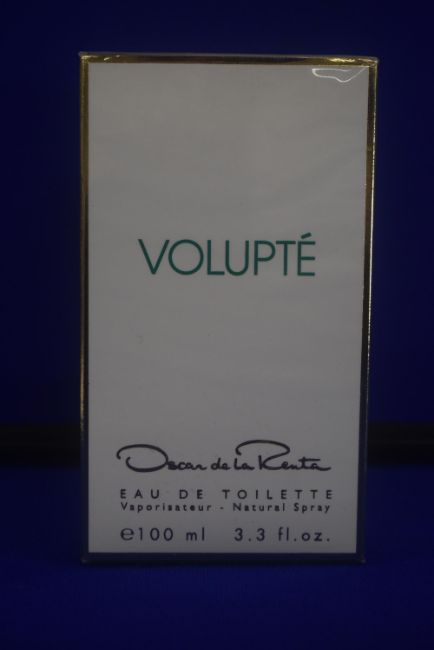 VOLUPTÉ
Oscar de la Renta
EAU DE TOILETTE
Vaporisateur - Natural Spray
℮100 ml 3.3 fl.oz.